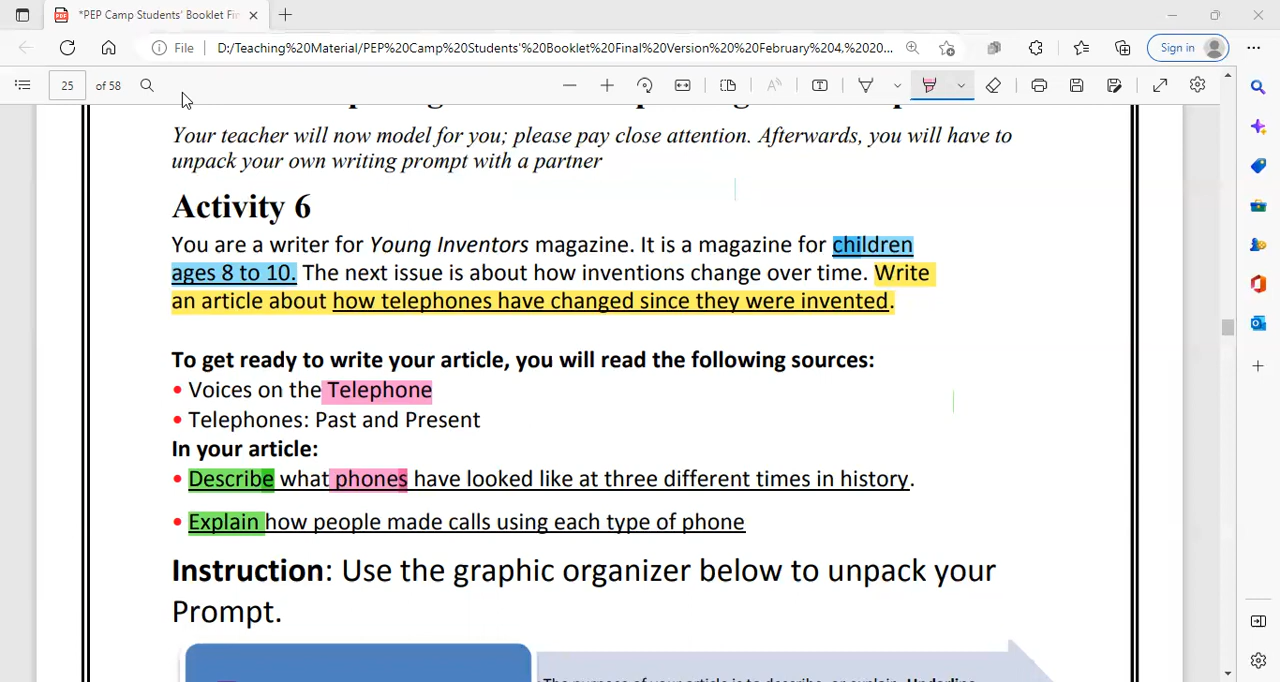 *PEP Camp Students' Booklet Fin
File D:/Teaching%20Material/PEP%20Camp%20Students'%20Booklet%20Final%20Version%20%20February%204,%2020...
Sign in
25 of 58
Your teacher will now model for you; please pay close attention. Afterwards, you will have to
unpack your own writing prompt with a partner
Activity 6
You are a writer for Young Inventors magazine. It is a magazine for children
ages 8 to 10. The next issue is about how inventions change over time. Write
an article about how telephones have changed since they were invented.
To get ready to write your article, you will read the following sources:
• Voices on the Telephone
• Telephones: Past and Present
In your article:
• Describe what phones have looked like at three different times in history.
• Explain how people made calls using each type of phone
Instruction: Use the graphic organizer below to unpack your
Prompt.